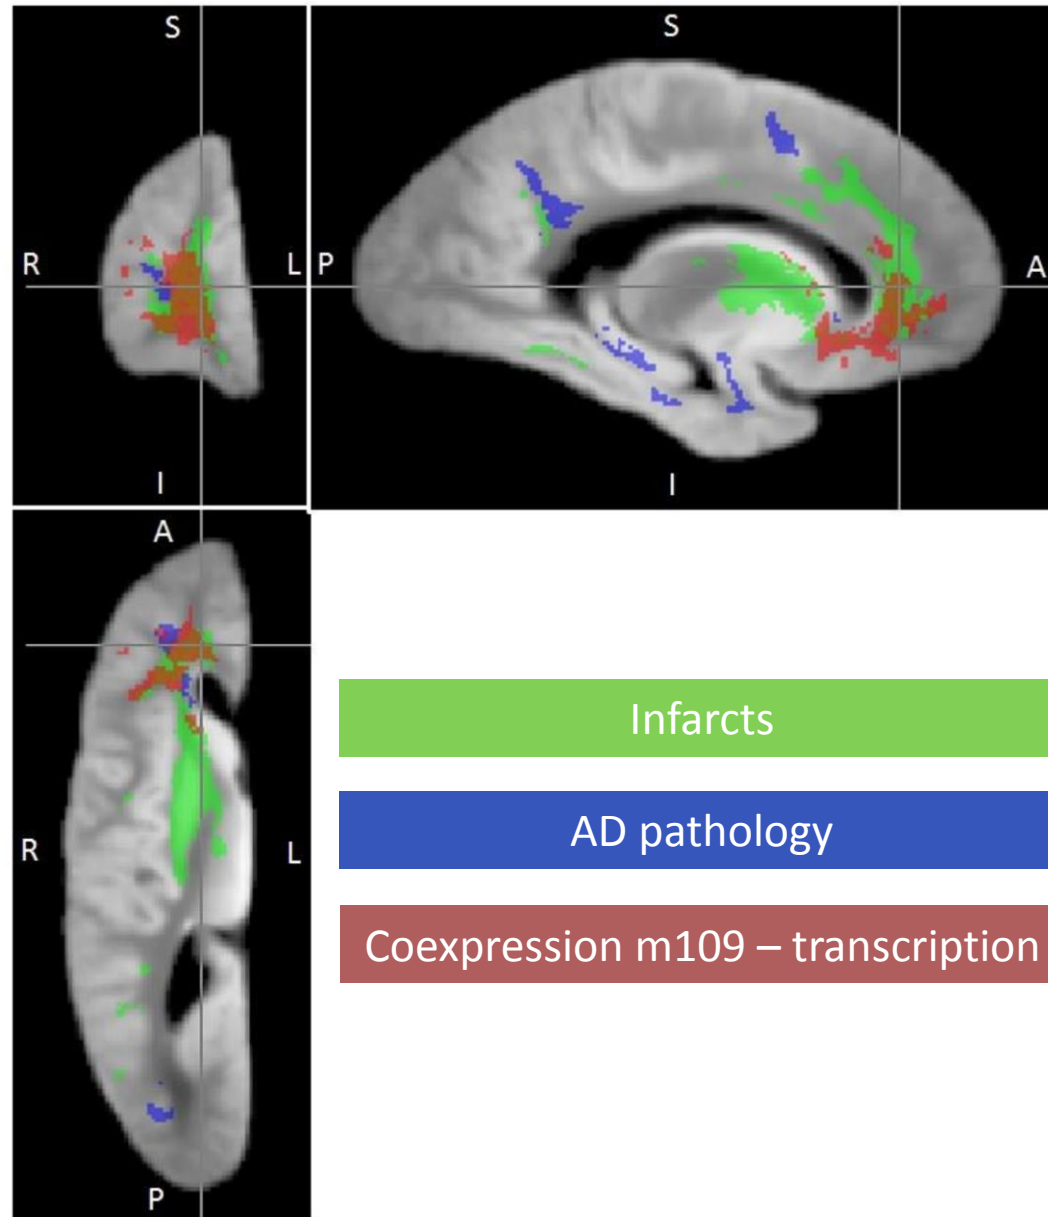 S
R
L
I
S
P
A
I
A
R
L
P
Infarcts
AD pathology
Coexpression m109 – transcription